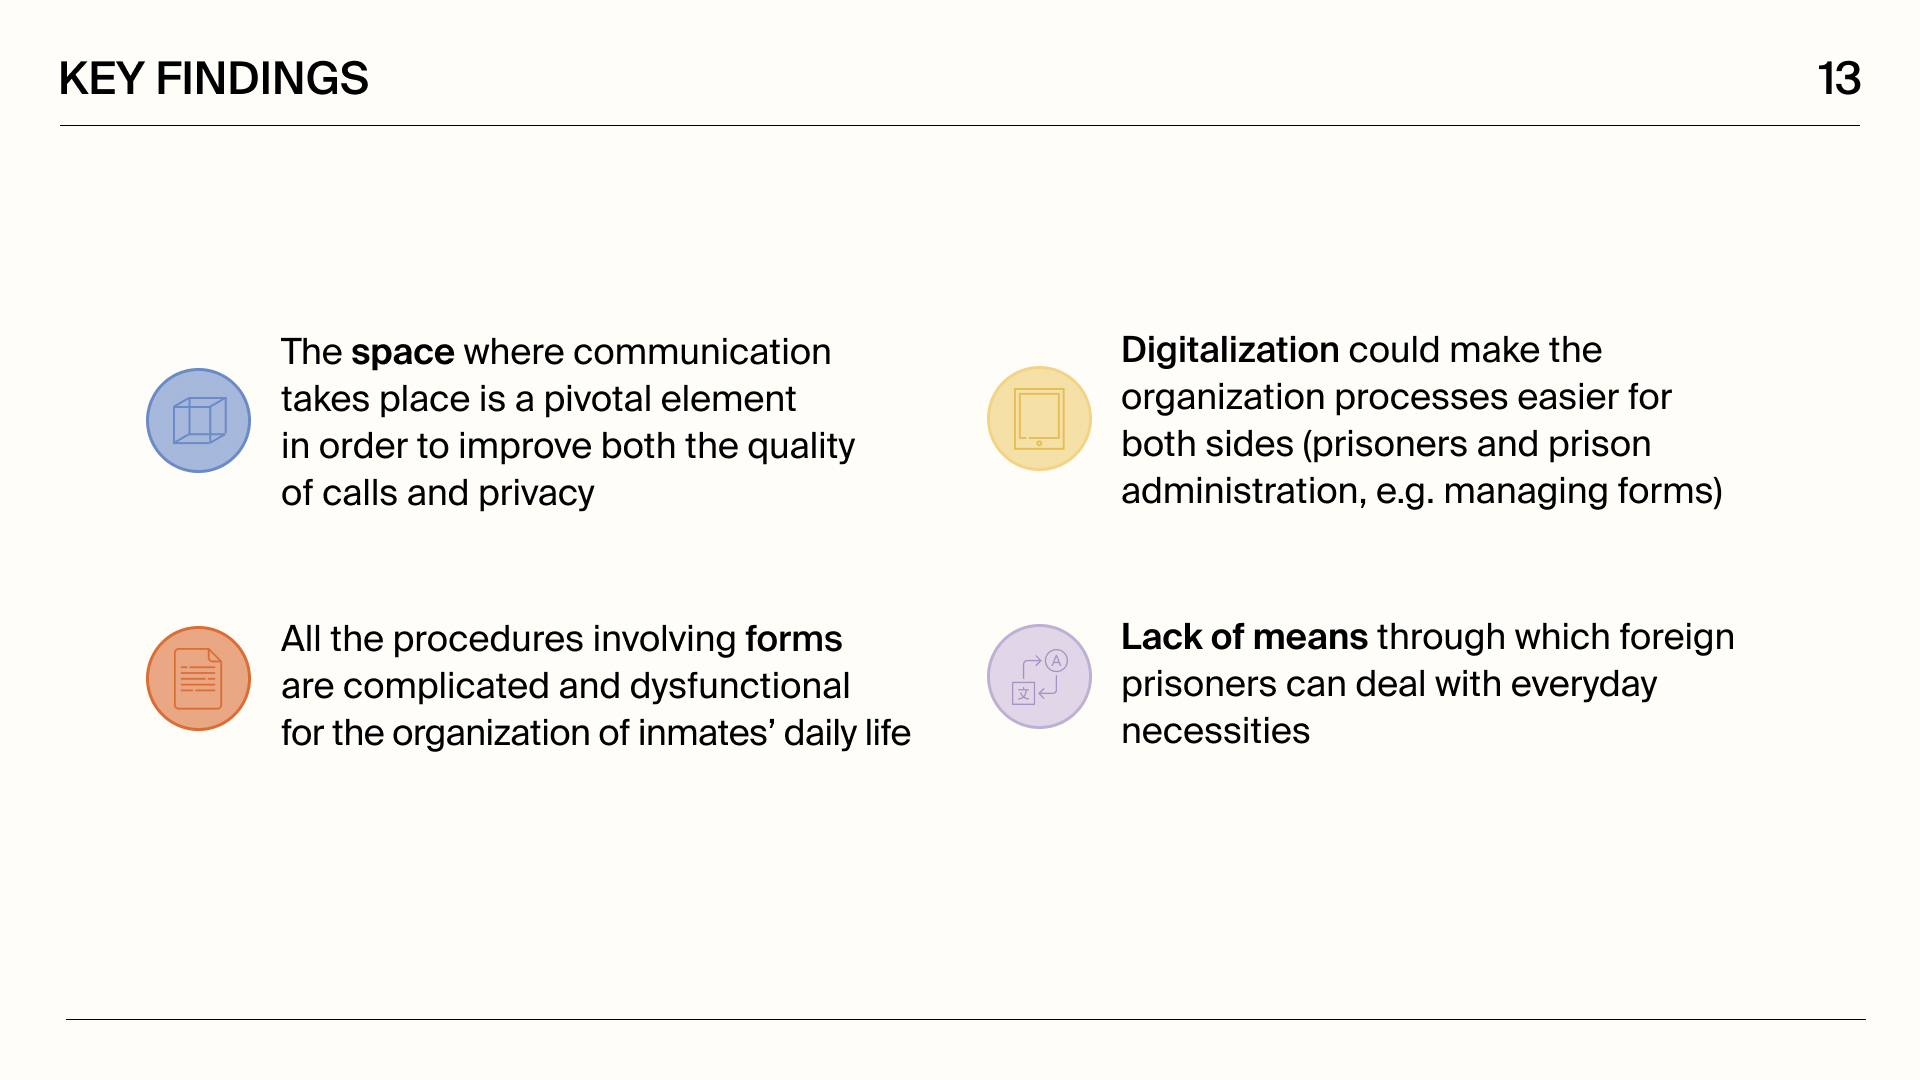 KEY FINDINGS
13
The space where communication
takes place is a pivotal element
in order to improve both the quality
of calls and privacy
Digitalization could make the
organization processes easier for
both sides (prisoners and prison
administration, e.g. managing forms)
All the procedures involving forms
are complicated and dysfunctional
for the organization of inmates’ daily life
A
文
Lack of means through which foreign
prisoners can deal with everyday
necessities